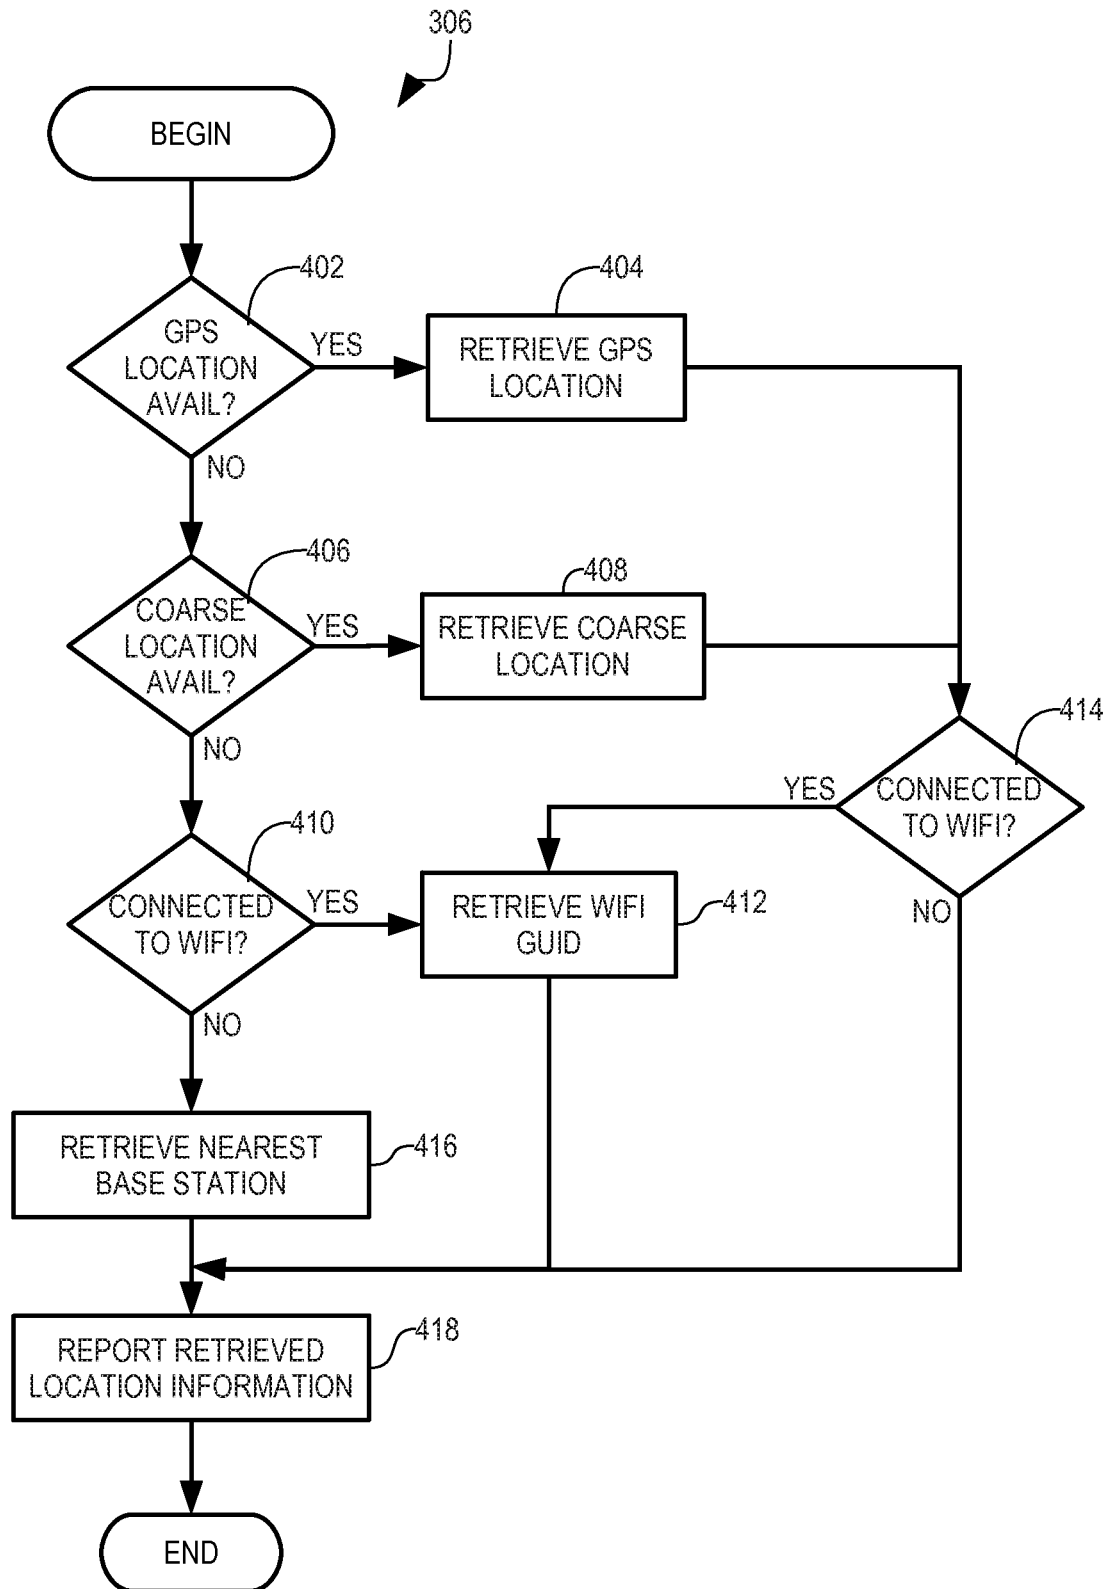 306
BEGIN
402
GPS
LOCATION
AVAIL?
YES
NO
404
RETRIEVE GPS
LOCATION
406
COARSE
LOCATION
AVAIL?
YES
NO
408
RETRIEVE COARSE
LOCATION
414
CONNECTED
TO WIFI?
YES
NO
410
CONNECTED
TO WIFI?
YES
NO
RETRIEVE WIFI
GUID
412
RETRIEVE NEAREST
BASE STATION
416
REPORT RETRIEVED
LOCATION INFORMATION
418
END